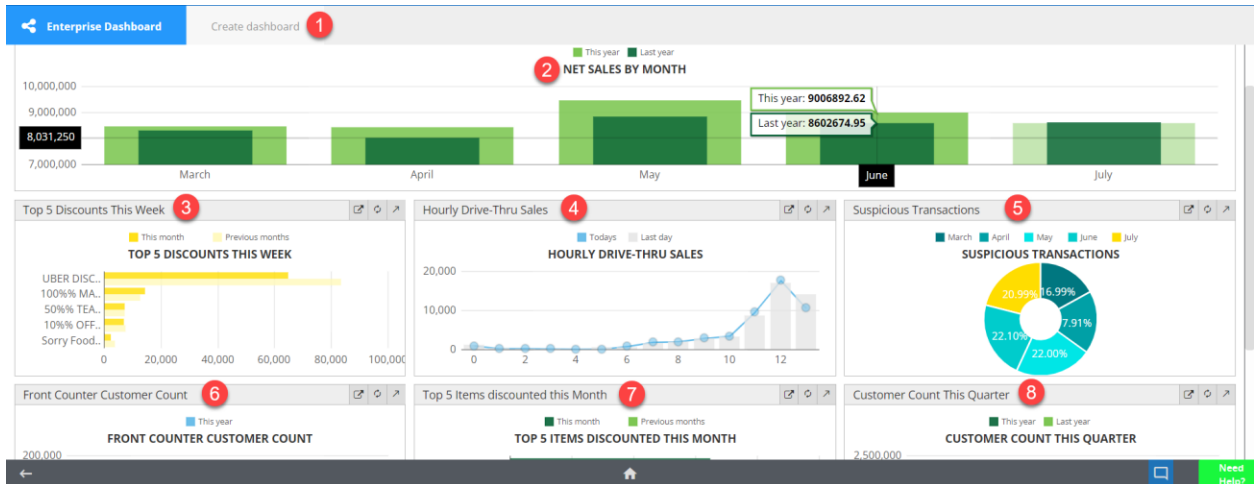 Enterprise Dashboard
Create dashboard
1
This year Last year
2
NET SALES BY MONTH
10,000,000
9,000,000
8,031,250
7,000,000
This year: 9006892.62
Last year: 8602674.95
March April May June July
Top 5 Discounts This Week
3
This month Previous months
TOP 5 DISCOUNTS THIS WEEK
UBER DISC..
100%% MA..
50%% TEA..
10%% OFF..
Sorry Food..
0 20,000 40,000 60,000 80,000 100,000
Hourly Drive-Thru Sales
4
Todays Last day
HOURLY DRIVE-THRU SALES
20,000
10,000
0
0 2 4 6 8 10 12
Suspicious Transactions
5
March April May June July
SUSPICIOUS TRANSACTIONS
20.99% 16.99%
7.91%
22.10%
22.00%
Front Counter Customer Count
6
This year
FRONT COUNTER CUSTOMER COUNT
200,000
Top 5 Items discounted this Month
7
This month Previous months
TOP 5 ITEMS DISCOUNTED THIS MONTH
Customer Count This Quarter
8
This year Last year
CUSTOMER COUNT THIS QUARTER
2,500,000
Need
Help?